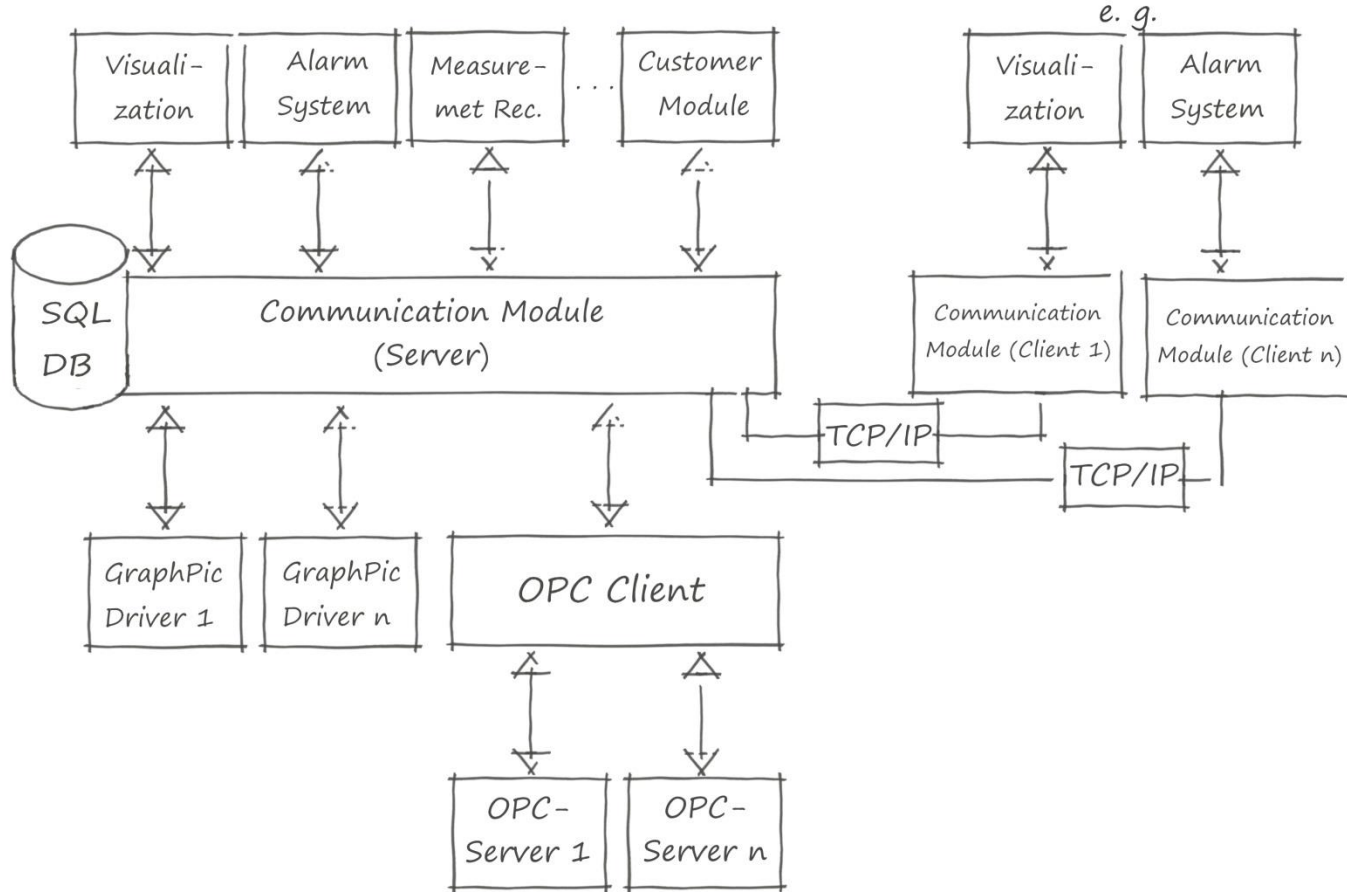 e. g.
Visuali-
zation
Alarm
System
Measure-
met Rec.
...
Customer
Module
Visuali-
zation
Alarm
System
SQL
DB
Communication Module
(Server)
Communication
Module (Client 1)
Communication
Module (Client n)
TCP/IP
TCP/IP
GraphPic
Driver 1
GraphPic
Driver n
OPC Client
OPC-
Server 1
OPC-
Server n